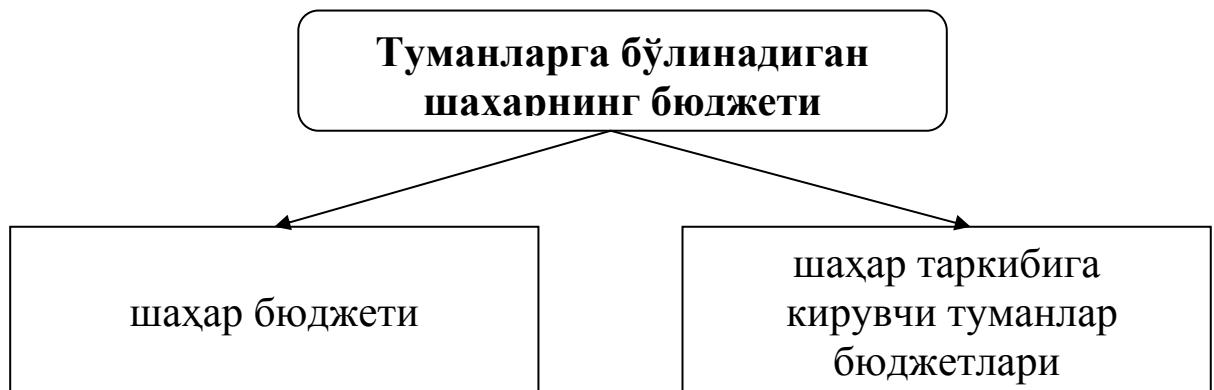 Туманларга бўлинадиган
шаҳарнинг бюджети
шаҳар бюджети
шаҳар таркибига
кирувчи туманлар
бюджетлари